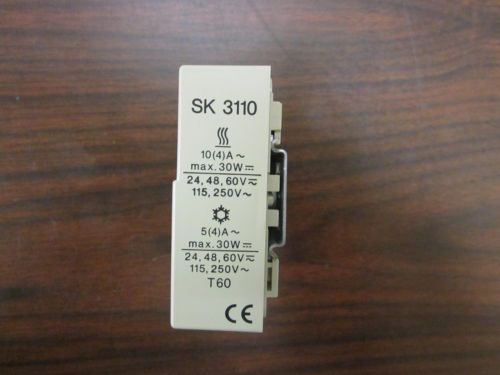 SK 3110
10(4)A ~
max. 30W ⎓
24, 48, 60V ⏦
115, 250V ~
5(4)A ~
max. 30W ⎓
24, 48, 60V ⏦
115, 250V ~
T60
CE